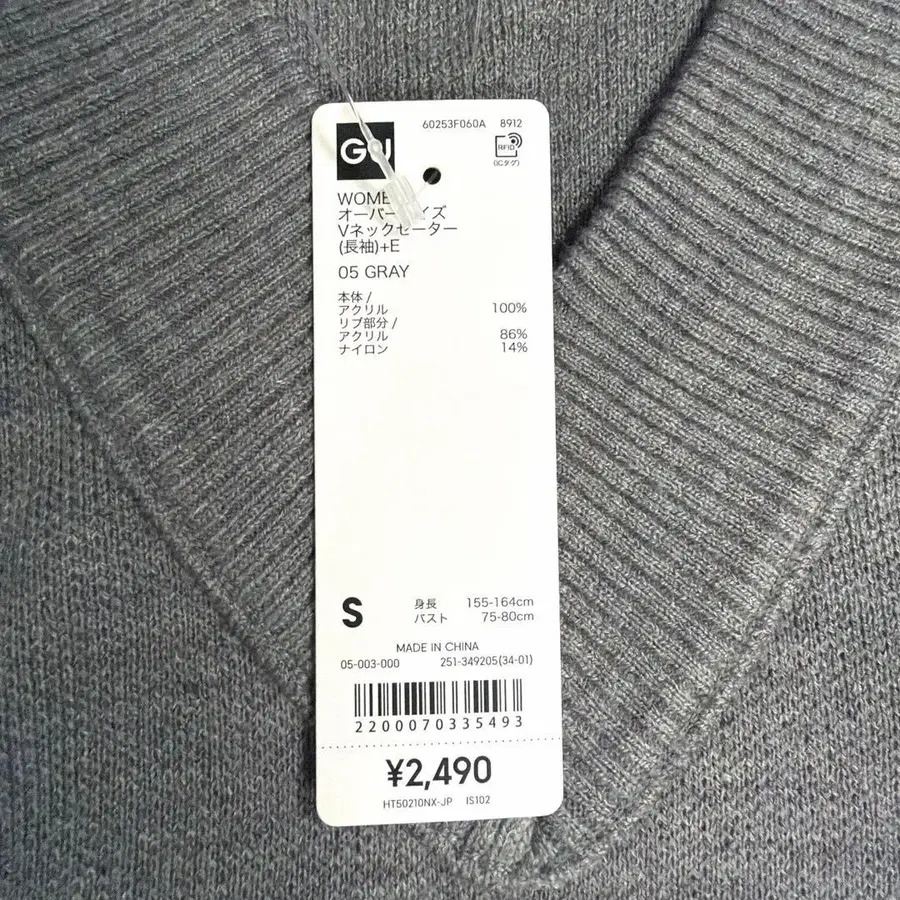 60253F060A 8912
GU
RFID
(ICタグ)
オーバー イズ
Vネックセーター
(長袖)+E
05 GRAY
本体 /
アクリル 100%
リブ部分 /
アクリル 86%
ナイロン 14%
S
身長 155-164cm
バスト 75-80cm
MADE IN CHINA
05-003-000 251-349205(34-01)
2200070335493
¥2,490
HT50210NX-JP IS102